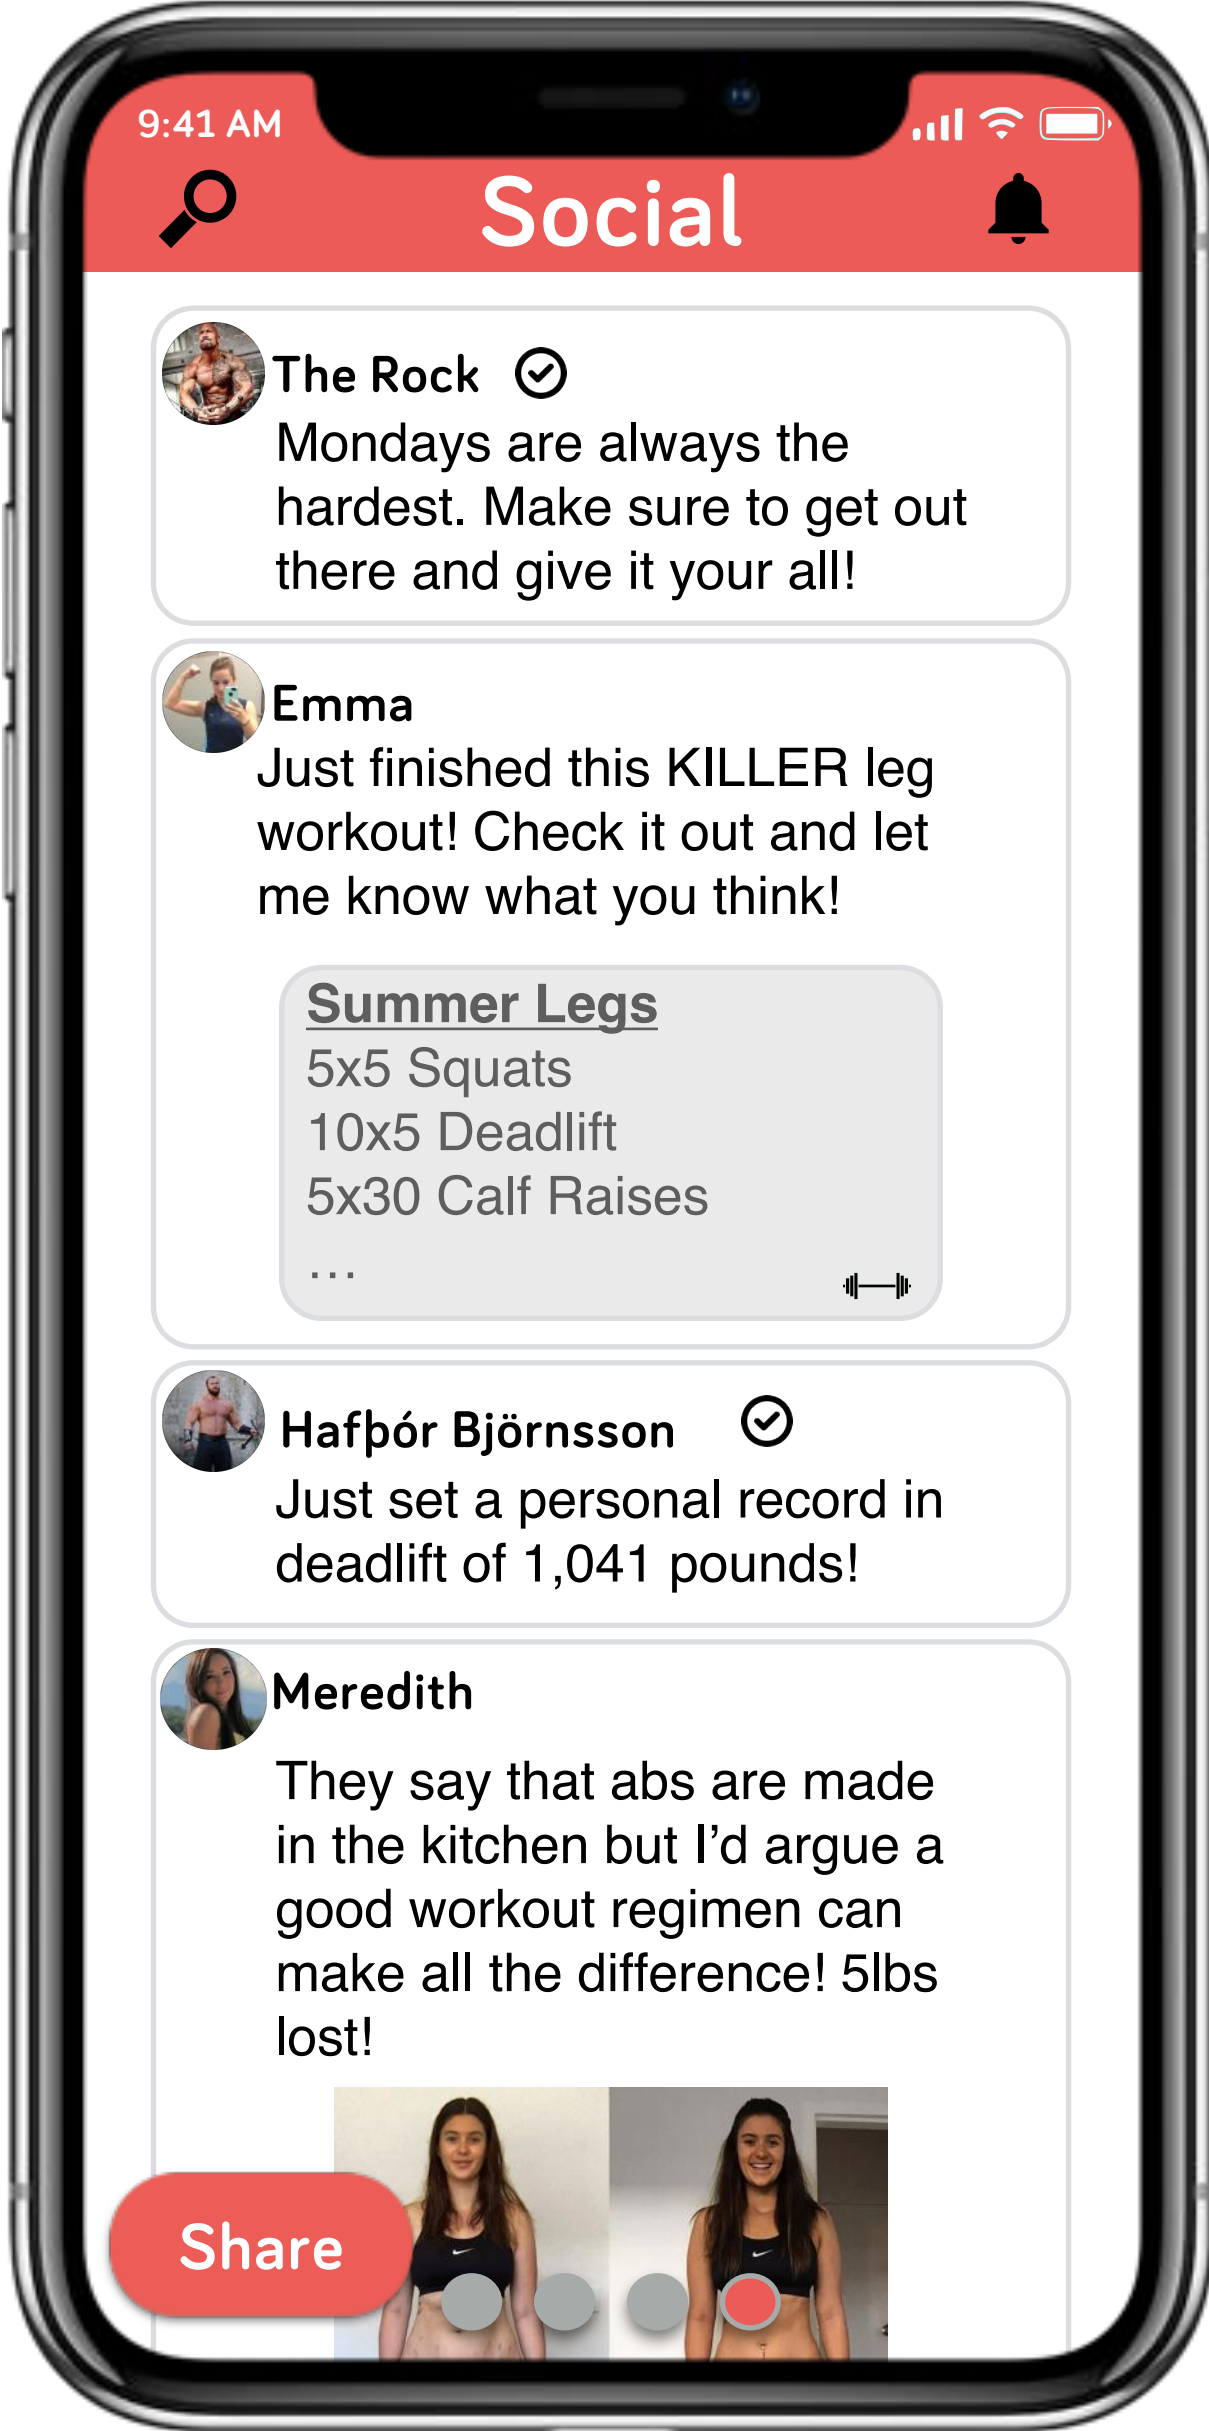 9:41 AM
Social
The Rock
Mondays are always the
hardest. Make sure to get out
there and give it your all!
Emma
Just finished this KILLER leg
workout! Check it out and let
me know what you think!
Summer Legs
5x5 Squats
10x5 Deadlift
5x30 Calf Raises
...
Hafþór Björnsson
Just set a personal record in
deadlift of 1,041 pounds!
Meredith
They say that abs are made
in the kitchen but I’d argue a
good workout regimen can
make all the difference! 5lbs
lost!
Share